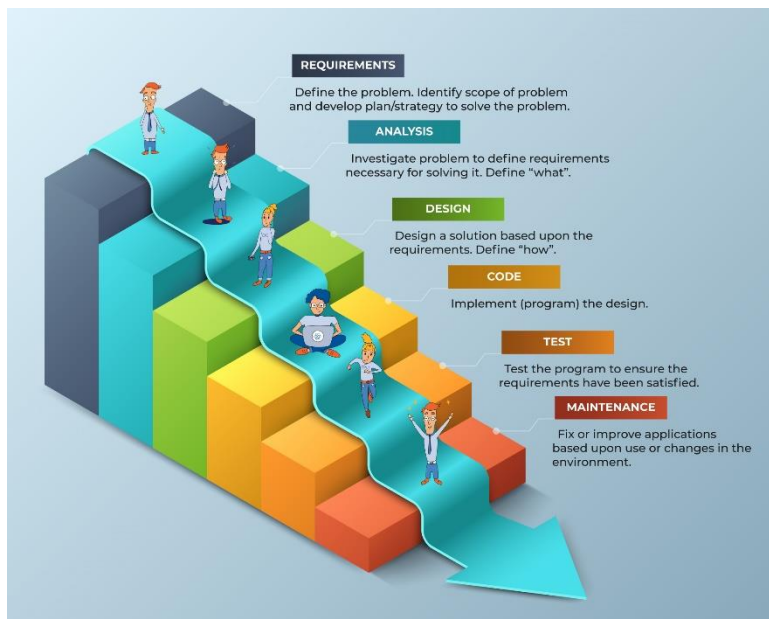 REQUIREMENTS
Define the problem. Identify scope of problem
and develop plan/strategy to solve the problem.
ANALYSIS
Investigate problem to define requirements
necessary for solving it. Define “what”.
DESIGN
Design a solution based upon the
requirements. Define “how”.
CODE
Implement (program) the design.
TEST
Test the program to ensure the
requirements have been satisfied.
MAINTENANCE
Fix or improve applications
based upon use or changes in the
environment.